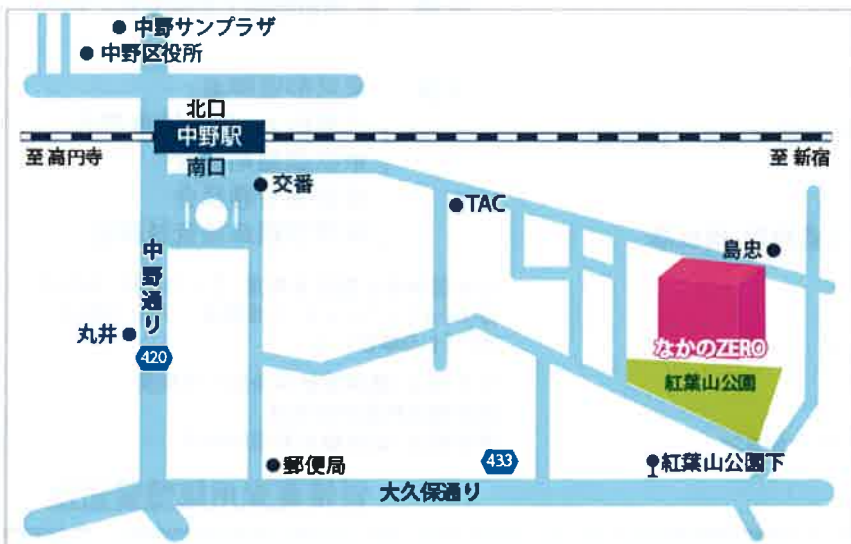 中野サンプラザ
中野区役所
北口
中野駅
至 高円寺
至 新宿
南口
交番
TAC
島忠
中野通り
丸井
420
なかのZERO
紅葉山公園
郵便局
433
紅葉山公園下
大久保通り